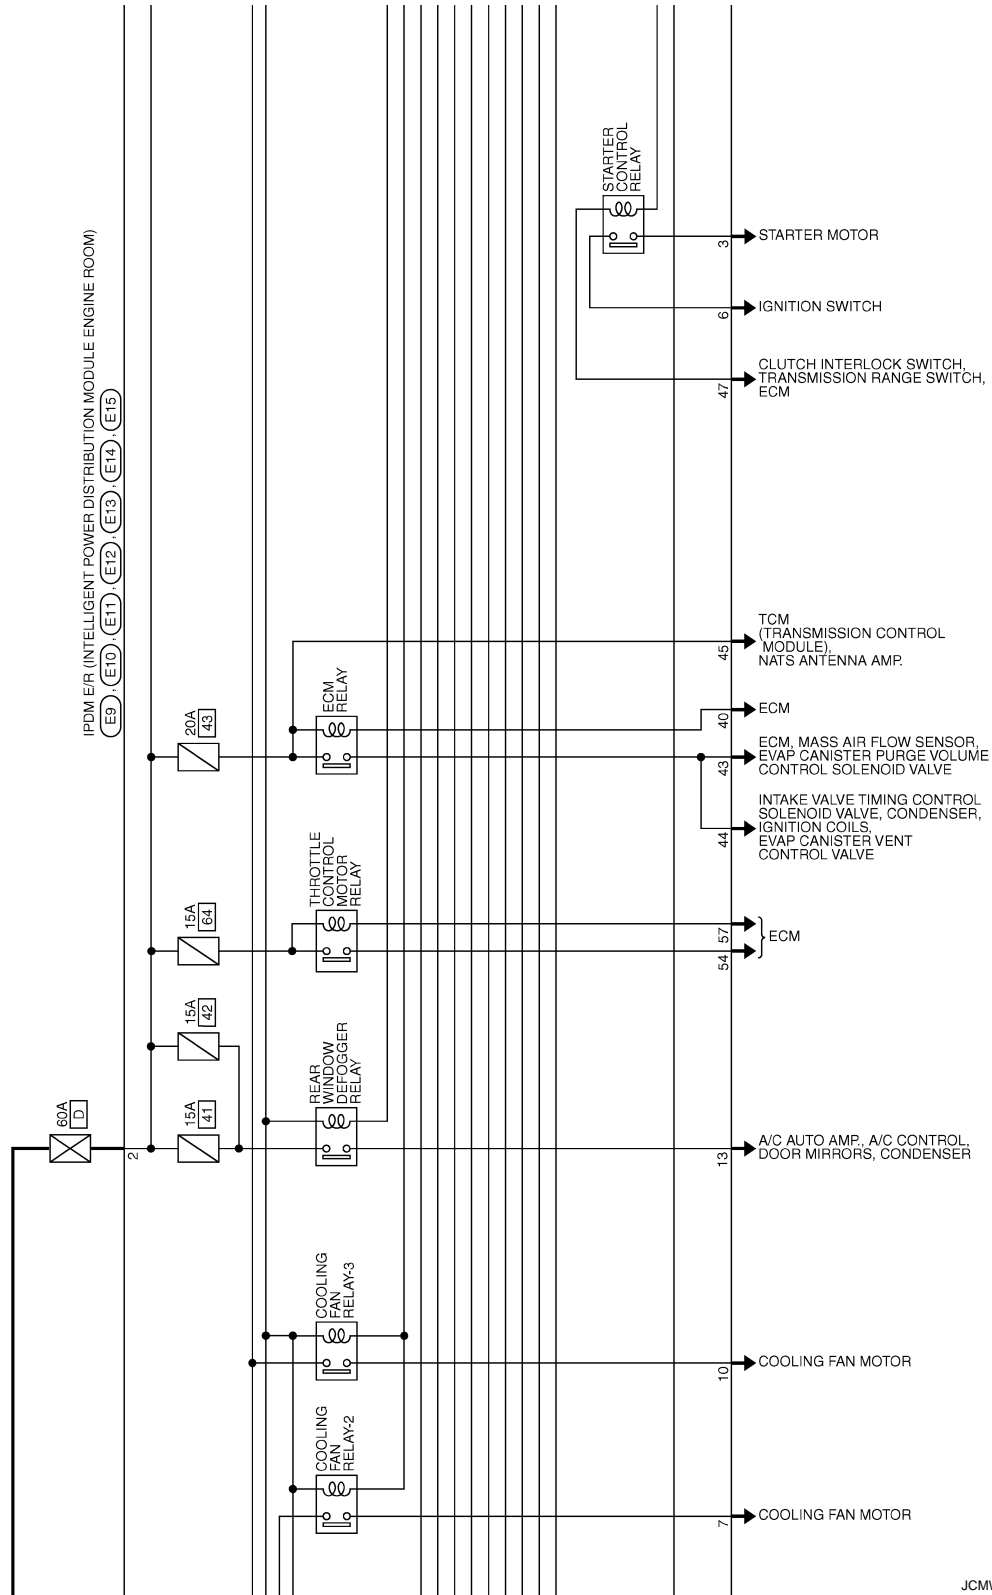 STARTER
CONTROL
RELAY
3
STARTER MOTOR
6
IGNITION SWITCH
47
CLUTCH INTERLOCK SWITCH,
TRANSMISSION RANGE SWITCH,
ECM
IPDM E/R (INTELLIGENT POWER DISTRIBUTION MODULE ENGINE ROOM)
E9 , E10 , E11 , E12 , E13 , E14 , E15
45
TCM
(TRANSMISSION CONTROL
MODULE),
NATS ANTENNA AMP.
20A
43
ECM
RELAY
40
ECM
43
ECM, MASS AIR FLOW SENSOR,
EVAP CANISTER PURGE VOLUME
CONTROL SOLENOID VALVE
44
INTAKE VALVE TIMING CONTROL
SOLENOID VALVE, CONDENSER,
IGNITION COILS,
EVAP CANISTER VENT
CONTROL VALVE
15A
64
THROTTLE
CONTROL
MOTOR
RELAY
57
54
ECM
15A
42
60A
D
2
15A
41
REAR
WINDOW
DEFOGGER
RELAY
13
A/C AUTO AMP., A/C CONTROL,
DOOR MIRRORS, CONDENSER
COOLING
FAN
RELAY-3
10
COOLING FAN MOTOR
COOLING
FAN
RELAY-2
7
COOLING FAN MOTOR